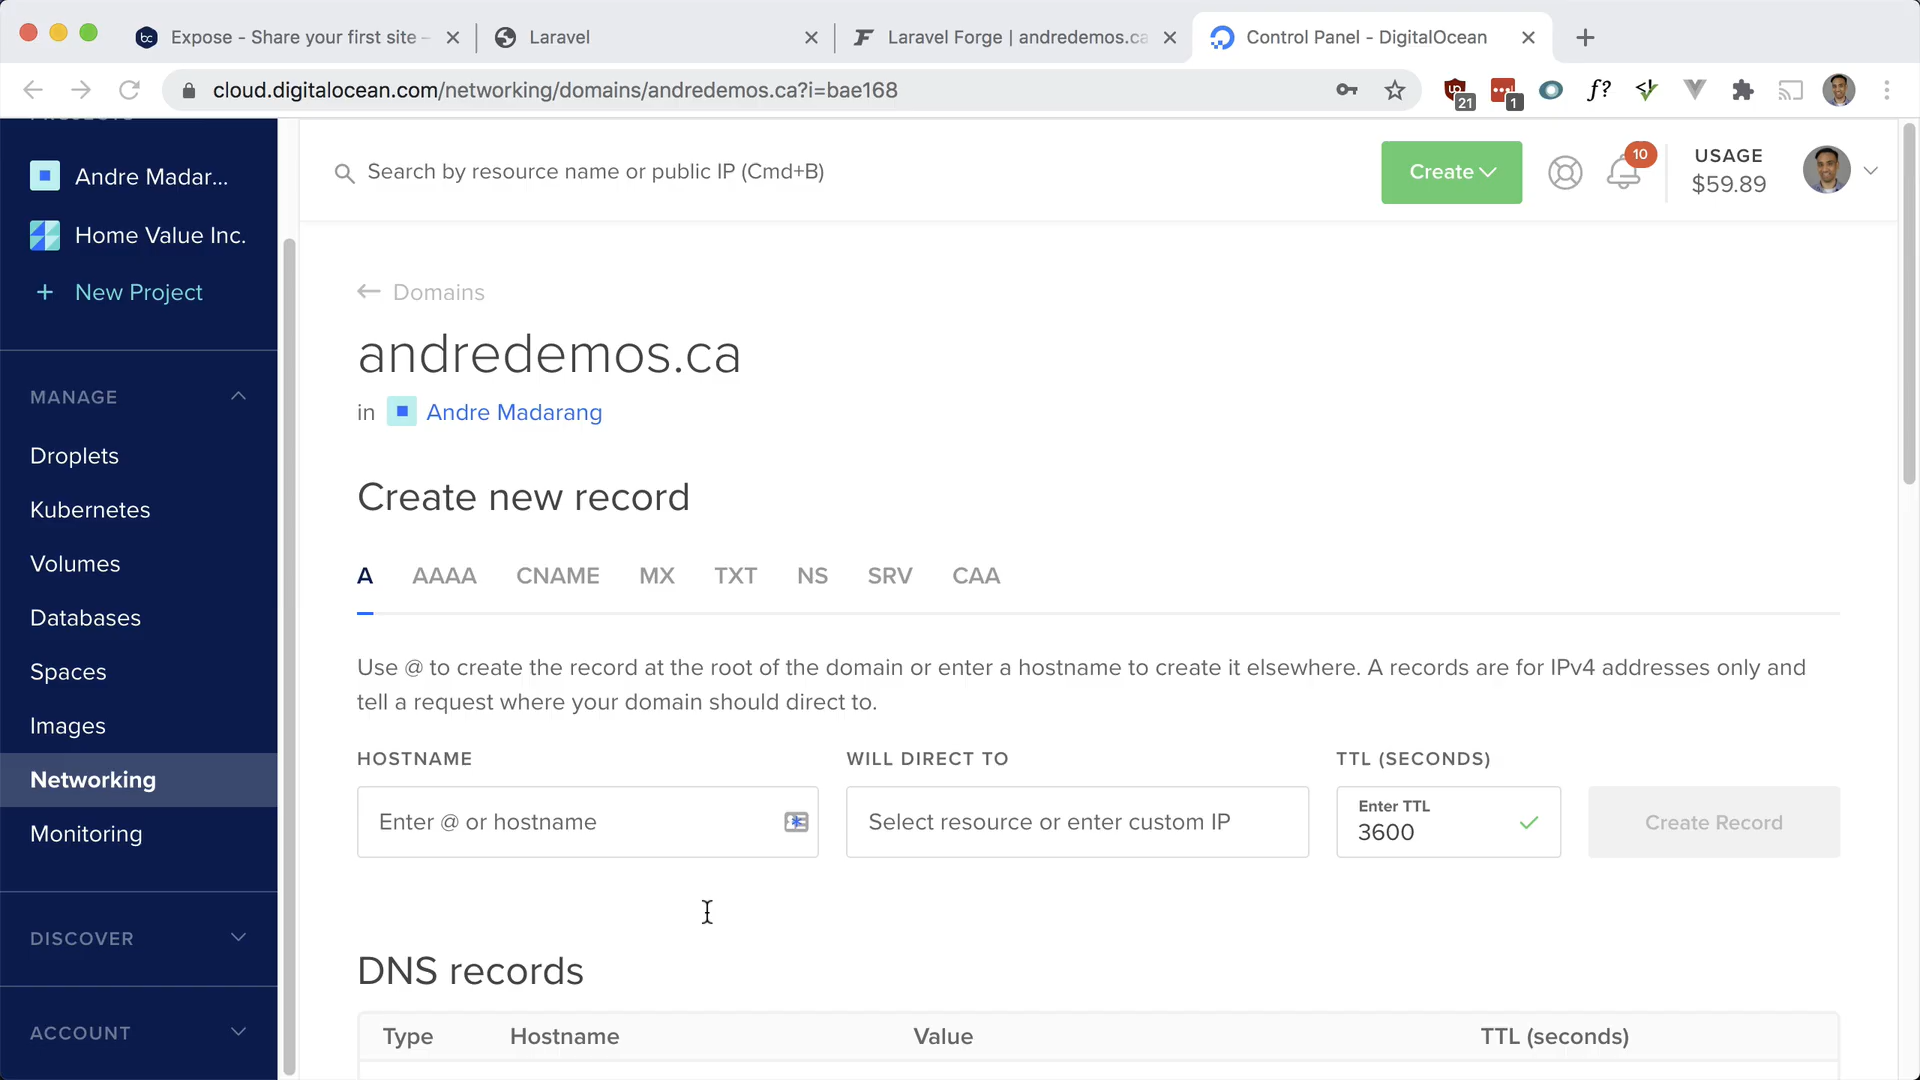 Expose - Share your first site -
Laravel
Laravel Forge | andredemos.ca
Control Panel - DigitalOcean
cloud.digitalocean.com/networking/domains/andredemos.ca?i=bae168
21
1
f?
Andre Madar...
Home Value Inc.
+ New Project
MANAGE
Droplets
Kubernetes
Volumes
Databases
Spaces
Images
Networking
Monitoring
DISCOVER
ACCOUNT
Search by resource name or public IP (Cmd+B)
Create
10
USAGE
$59.89
← Domains
andredemos.ca
in Andre Madarang
Create new record
A AAAA CNAME MX TXT NS SRV CAA
Use @ to create the record at the root of the domain or enter a hostname to create it elsewhere. A records are for IPv4 addresses only and
tell a request where your domain should direct to.
HOSTNAME
Enter @ or hostname
WILL DIRECT TO
Select resource or enter custom IP
TTL (SECONDS)
Enter TTL
3600
Create Record
DNS records
Type Hostname Value TTL (seconds)